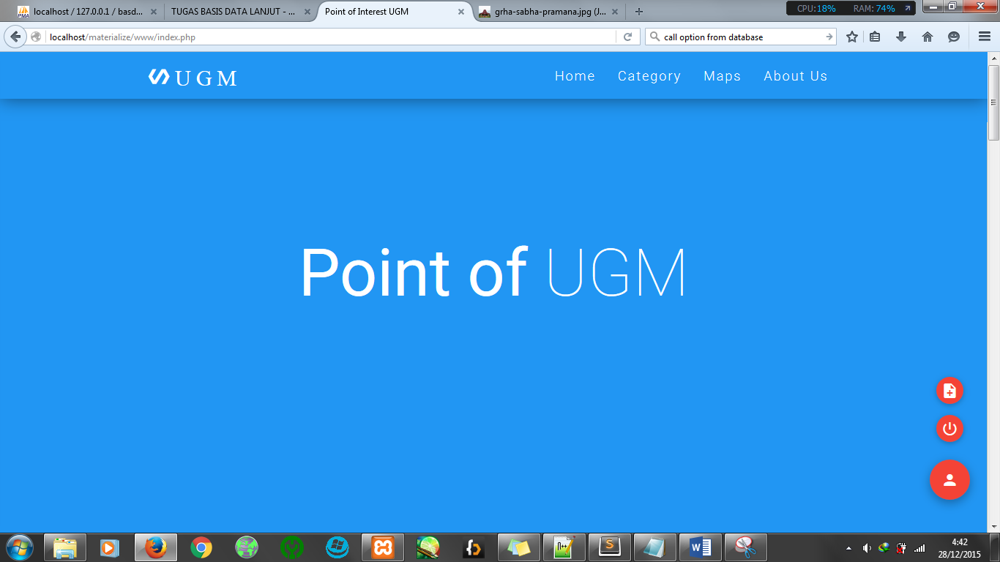 localhost / 127.0.0.1 / basd...
TUGAS BASIS DATA LANJUT - ...
Point of Interest UGM
grha-sabha-pramana.jpg (J...
CPU:18% RAM: 74%
localhost/materialize/www/index.php
call option from database
UGM
Home Category Maps About Us
Point of UGM
4:42
28/12/2015